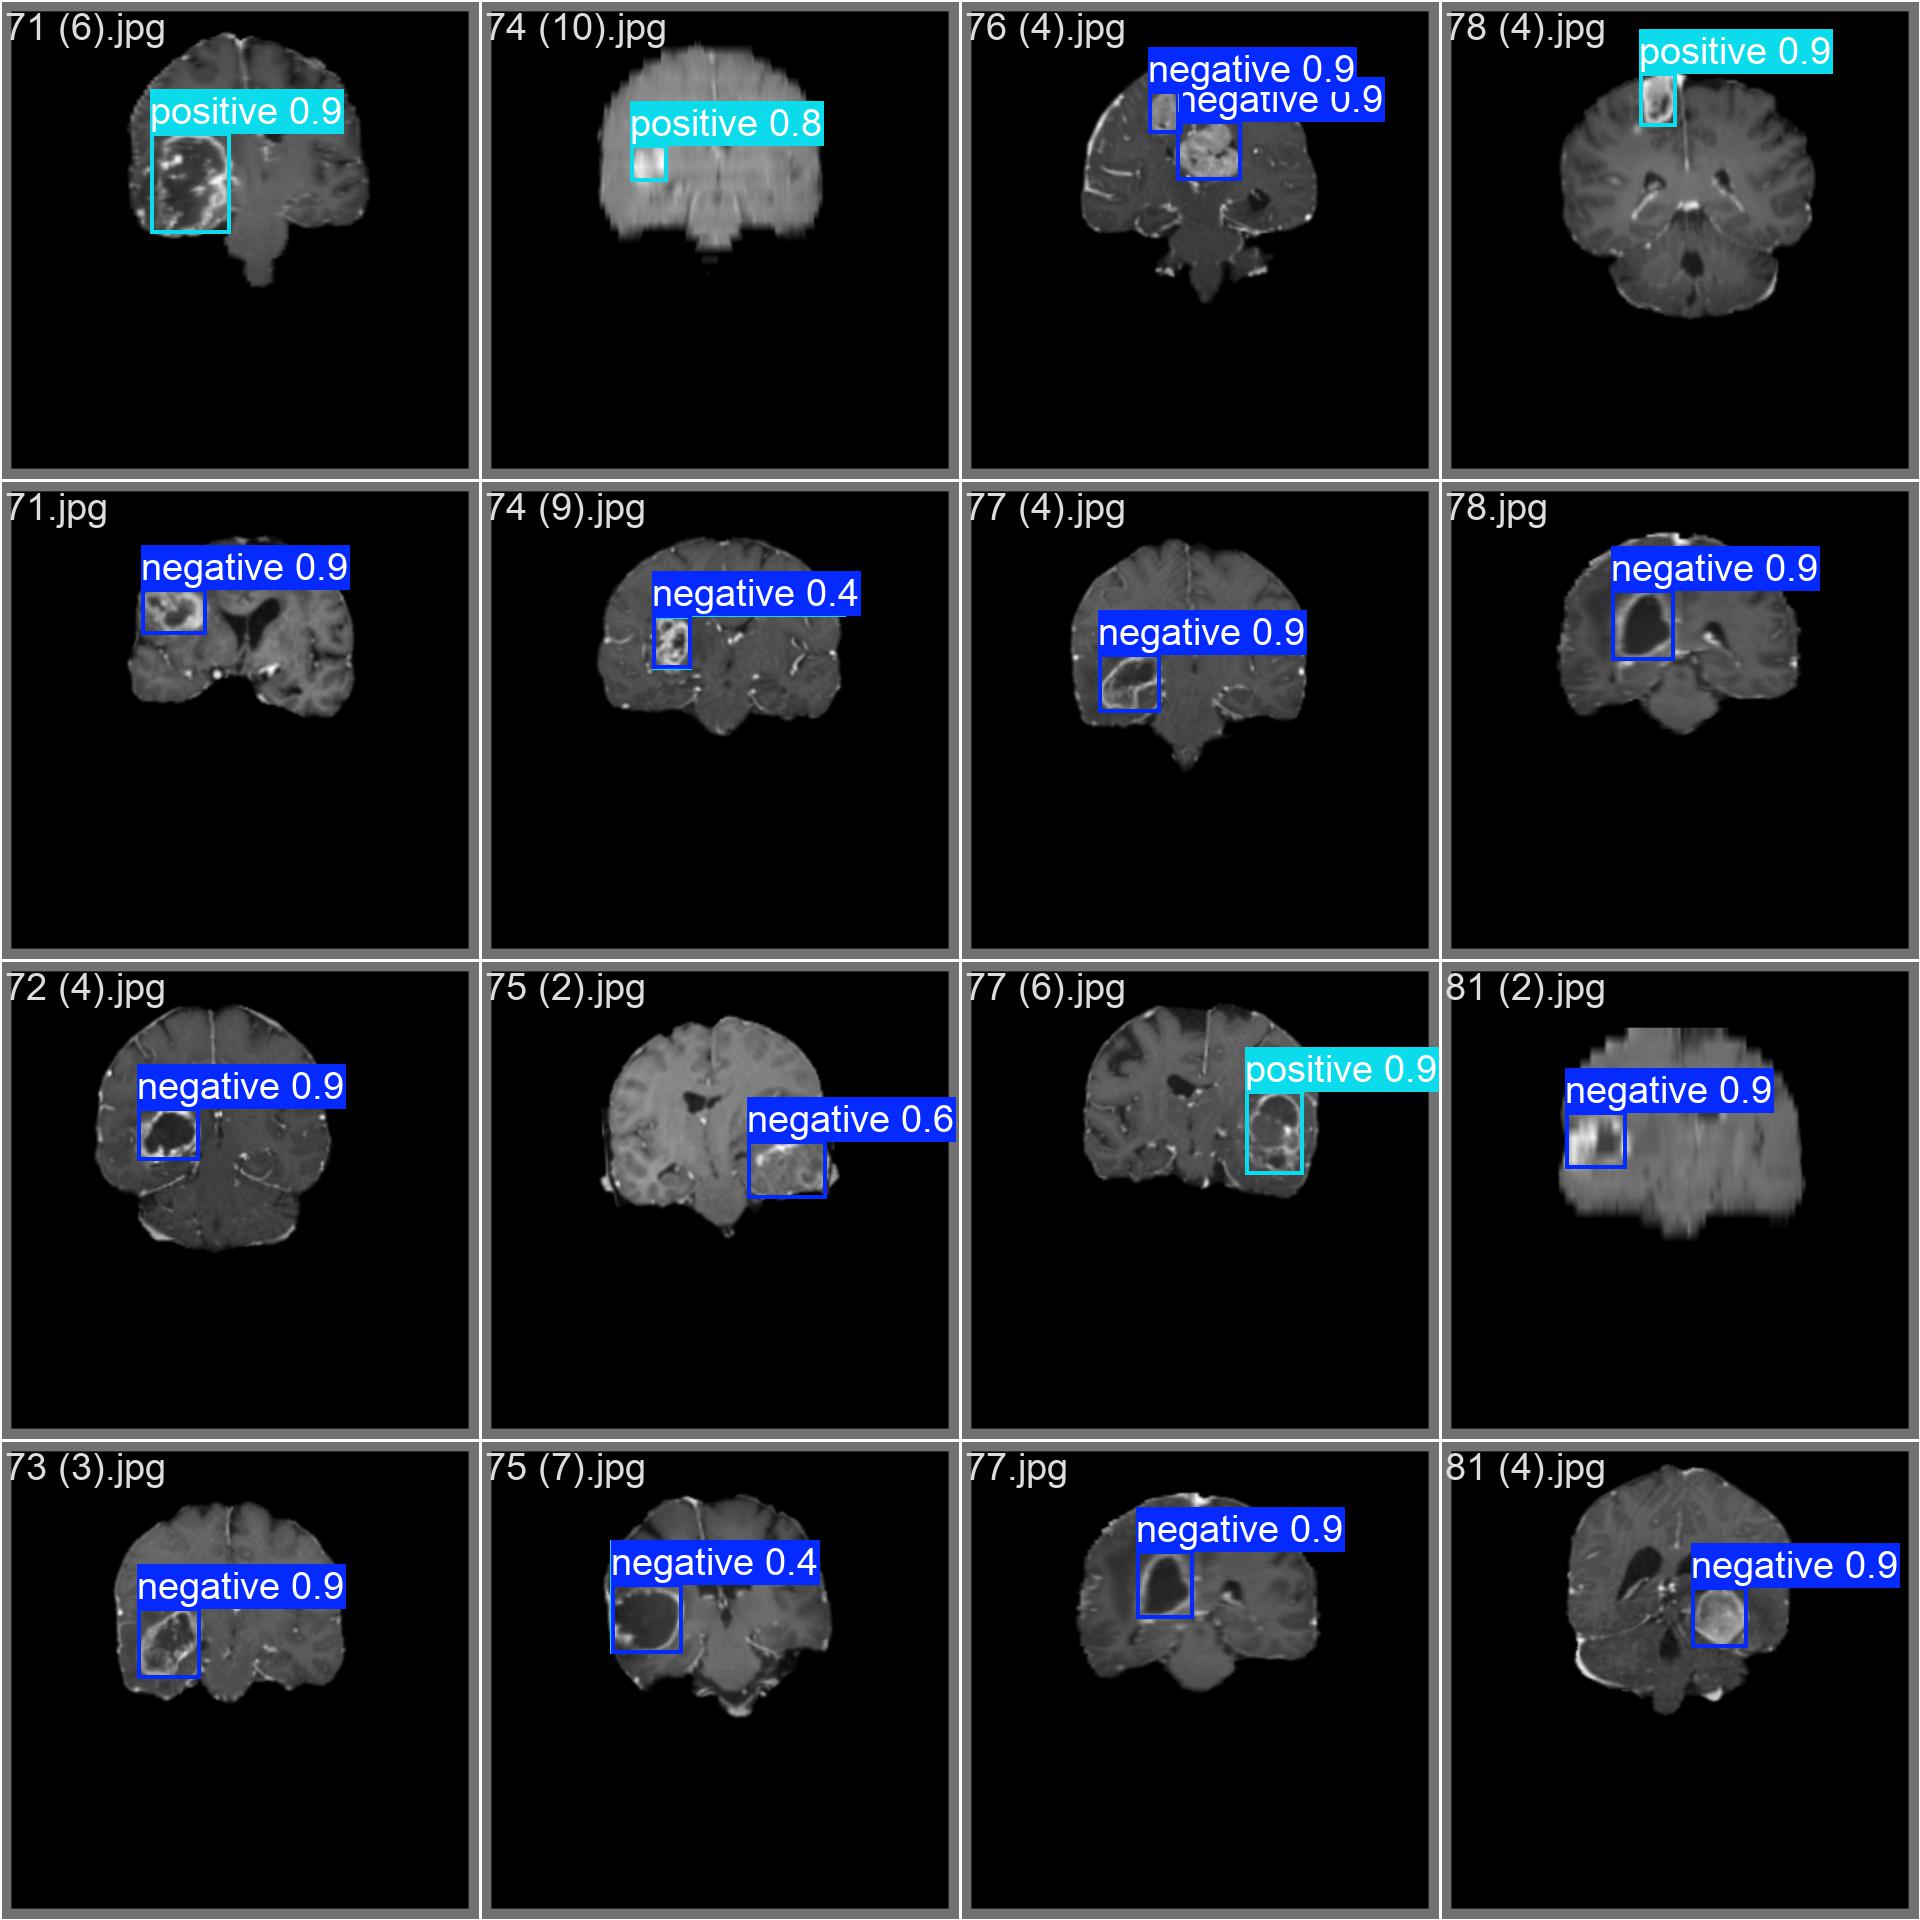 71 (6).jpg
positive 0.9
74 (10).jpg
positive 0.8
76 (4).jpg
negative 0.9
negative 0.9
78 (4).jpg
positive 0.9
71.jpg
negative 0.9
74 (9).jpg
negative 0.4
77 (4).jpg
negative 0.9
78.jpg
negative 0.9
72 (4).jpg
negative 0.9
75 (2).jpg
negative 0.6
77 (6).jpg
positive 0.9
81 (2).jpg
negative 0.9
73 (3).jpg
negative 0.9
75 (7).jpg
negative 0.4
77.jpg
negative 0.9
81 (4).jpg
negative 0.9